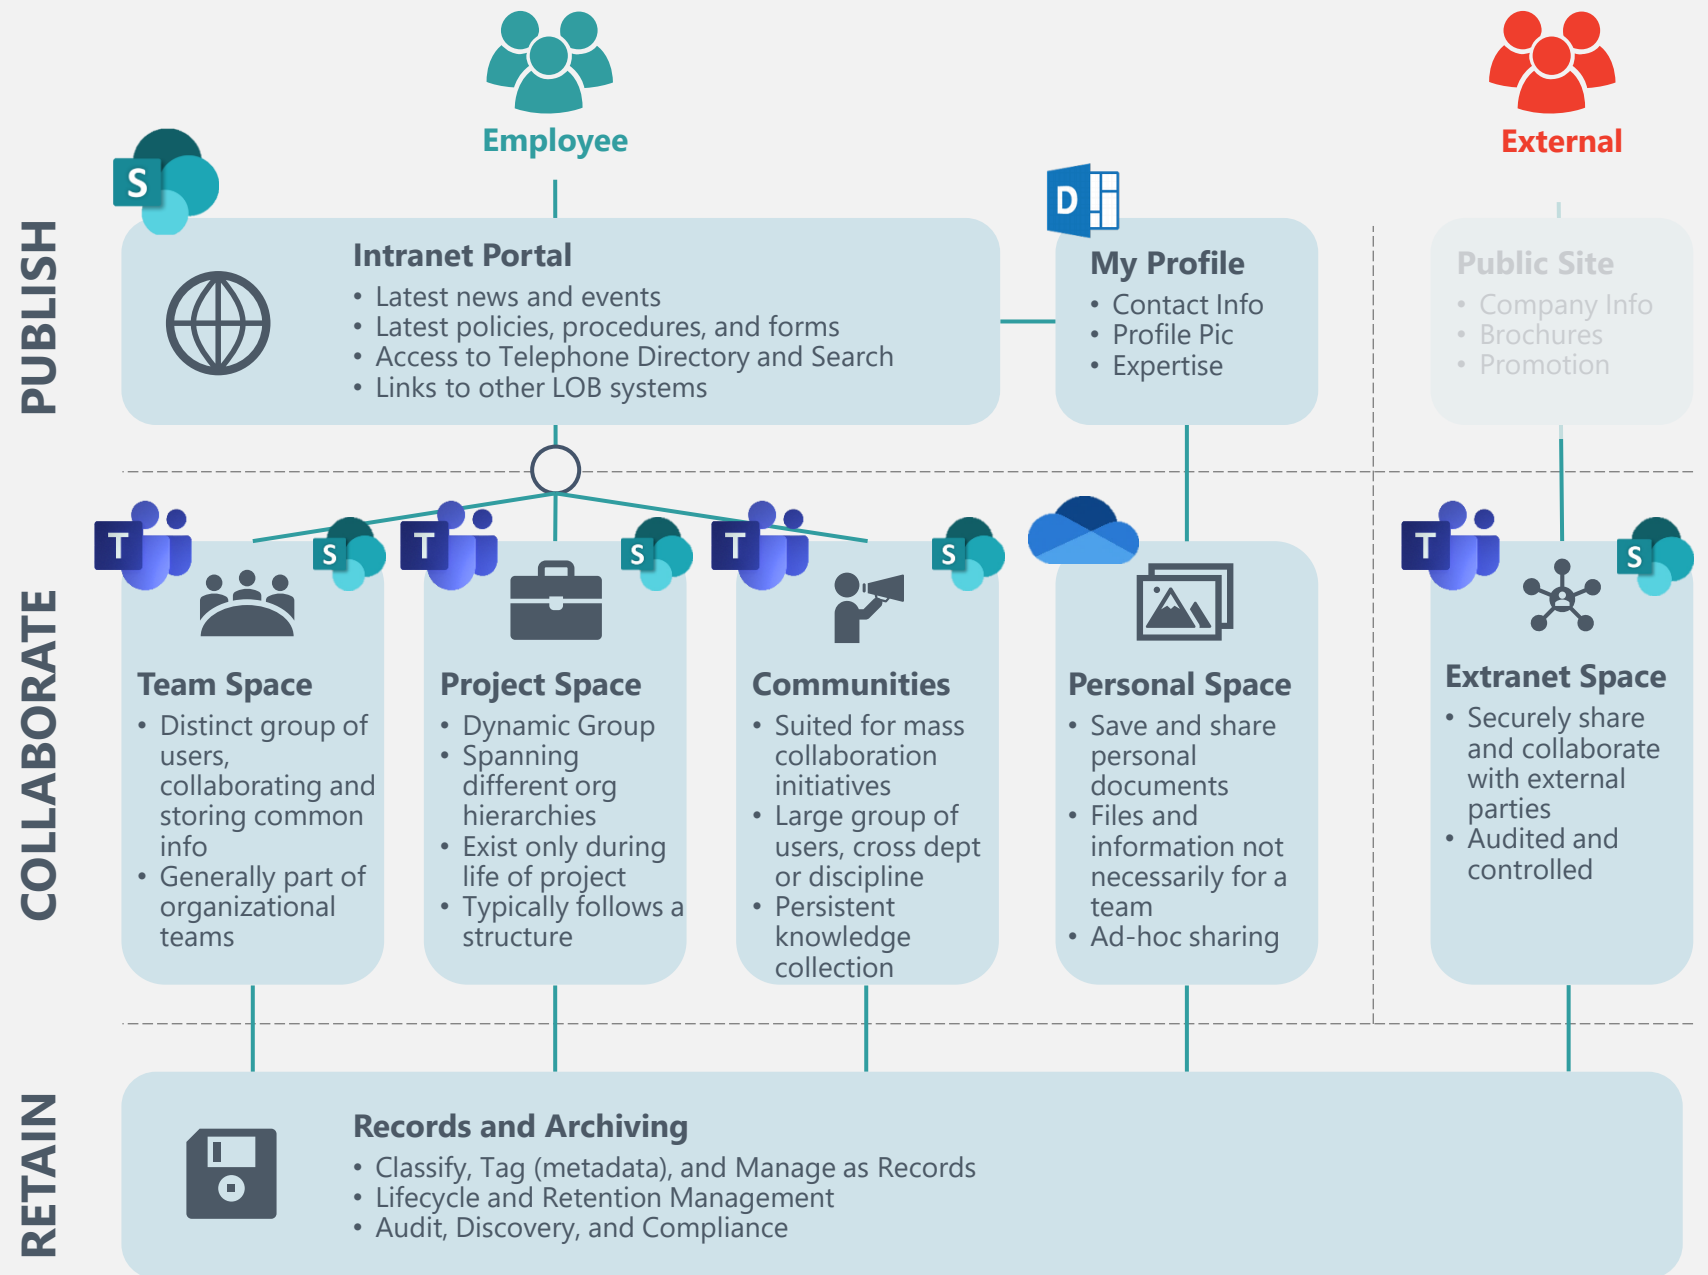 Employee
External
PUBLISH
S
Intranet Portal
• Latest news and events
• Latest policies, procedures, and forms
• Access to Telephone Directory and Search
• Links to other LOB systems
D
My Profile
• Contact Info
• Profile Pic
• Expertise
Public Site
• Company Info
• Brochures
• Promotion
COLLABORATE
T
S
Team Space
• Distinct group of
users,
collaborating and
storing common
info
• Generally part of
organizational
teams
T
S
Project Space
• Dynamic Group
• Spanning
different org
hierarchies
• Exist only during
life of project
• Typically follows a
structure
T
S
Communities
• Suited for mass
collaboration
initiatives
• Large group of
users, cross dept
or discipline
• Persistent
knowledge
collection
Personal Space
• Save and share
personal
documents
• Files and
information not
necessarily for a
team
• Ad-hoc sharing
T
S
Extranet Space
• Securely share
and collaborate
with external
parties
• Audited and
controlled
RETAIN
Records and Archiving
• Classify, Tag (metadata), and Manage as Records
• Lifecycle and Retention Management
• Audit, Discovery, and Compliance